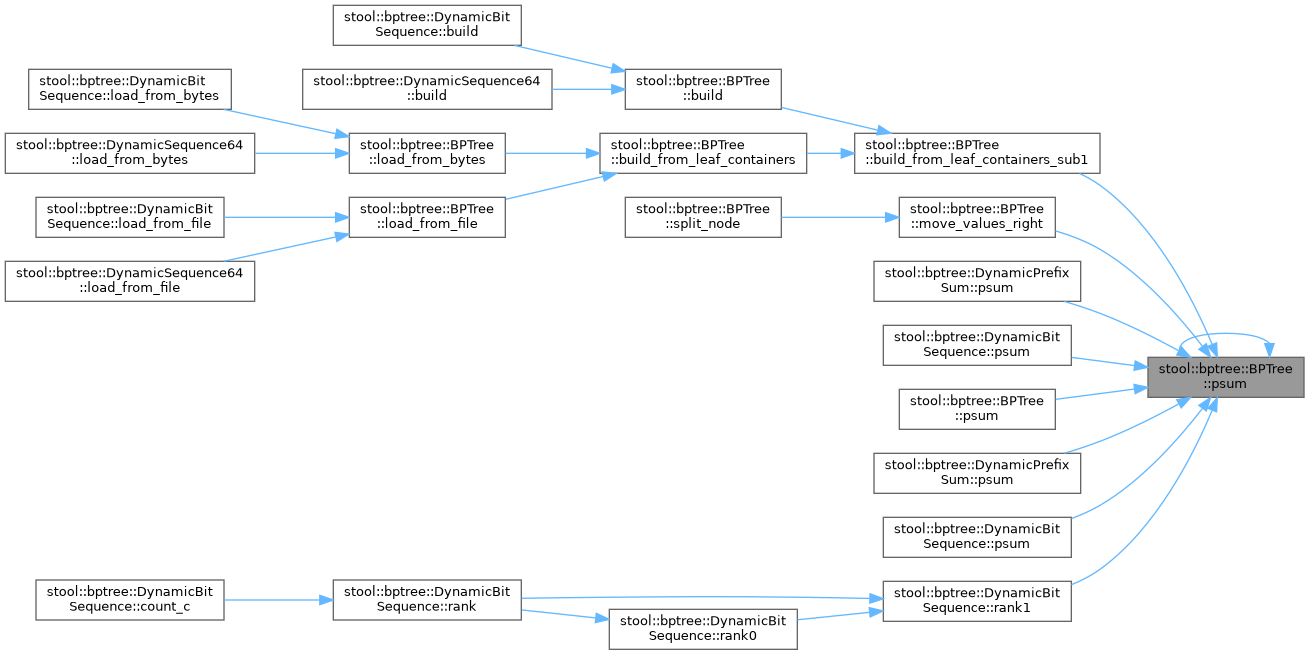 stool::bptree::DynamicBit
Sequence::build
stool::bptree::DynamicBit
Sequence::load_from_bytes
stool::bptree::DynamicSequence64
::build
stool::bptree::BPTree
::build
stool::bptree::DynamicSequence64
::load_from_bytes
stool::bptree::BPTree
::load_from_bytes
stool::bptree::BPTree
::build_from_leaf_containers
stool::bptree::BPTree
::build_from_leaf_containers_sub1
stool::bptree::DynamicBit
Sequence::load_from_file
stool::bptree::BPTree
::load_from_file
stool::bptree::BPTree
::split_node
stool::bptree::BPTree
::move_values_right
stool::bptree::DynamicSequence64
::load_from_file
stool::bptree::DynamicPrefix
Sum::psum
stool::bptree::DynamicBit
Sequence::psum
stool::bptree::BPTree
::psum
stool::bptree::BPTree
::psum
stool::bptree::DynamicPrefix
Sum::psum
stool::bptree::DynamicBit
Sequence::psum
stool::bptree::DynamicBit
Sequence::count_c
stool::bptree::DynamicBit
Sequence::rank
stool::bptree::DynamicBit
Sequence::rank0
stool::bptree::DynamicBit
Sequence::rank1